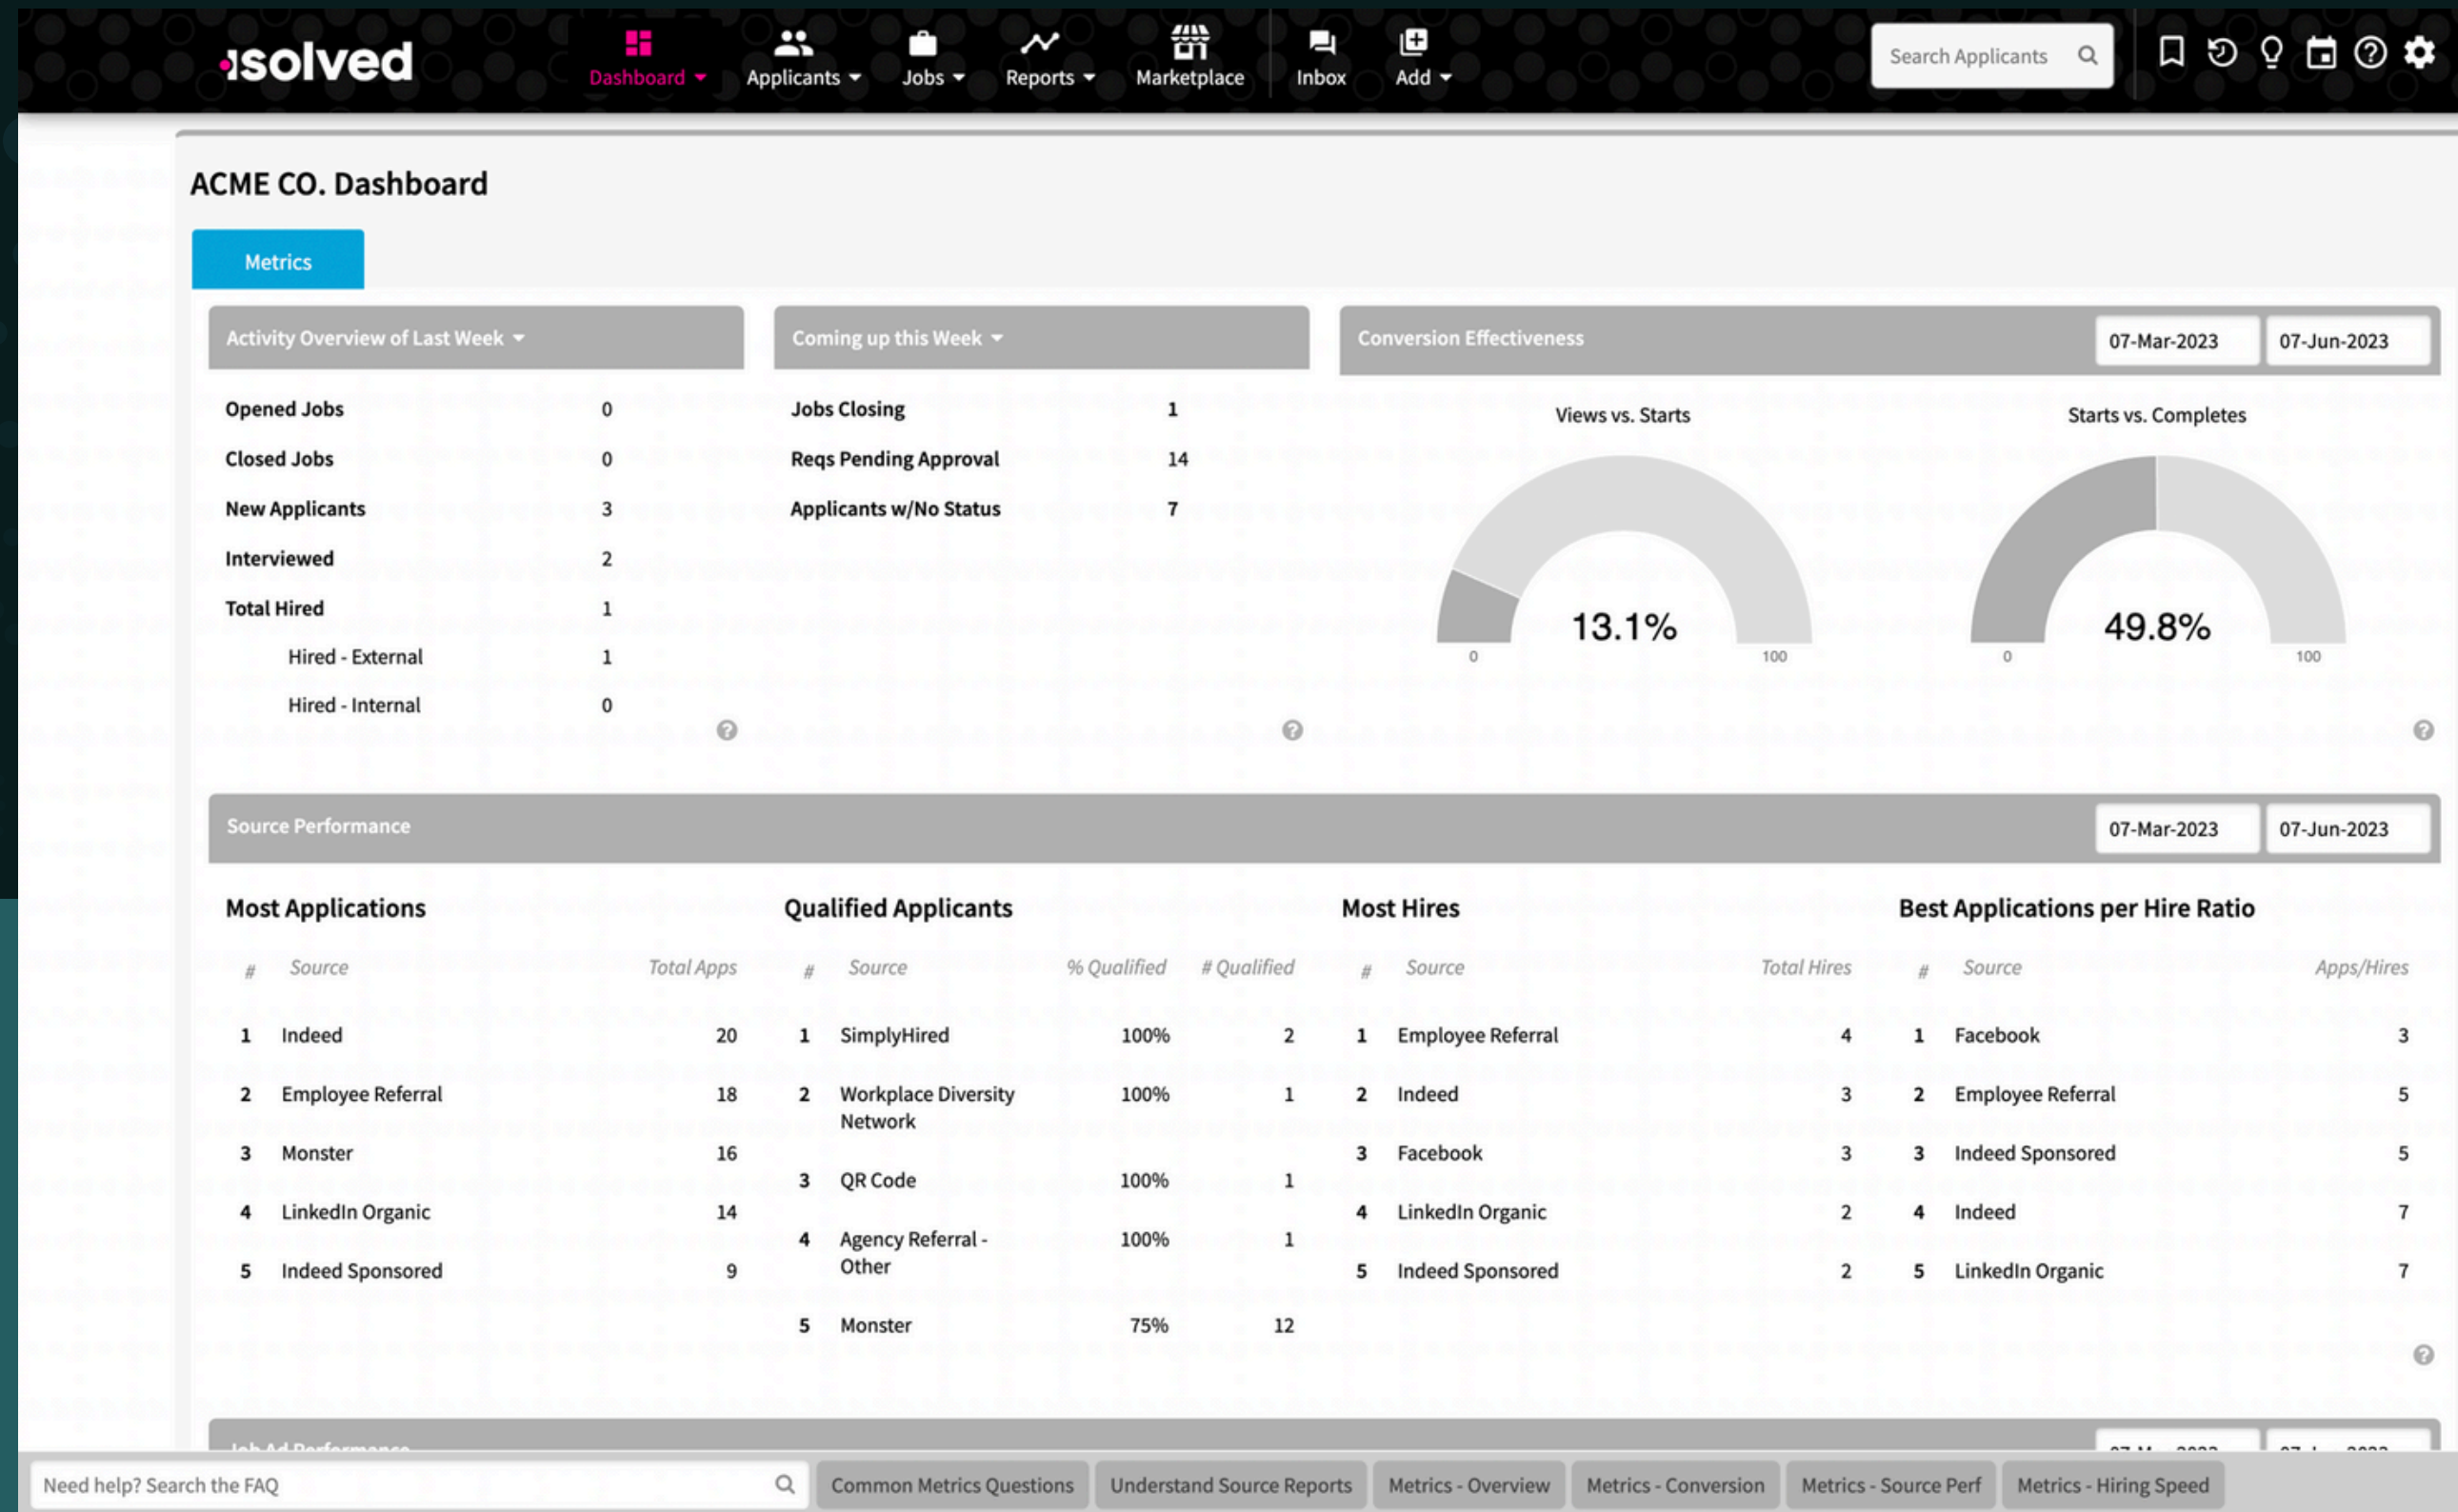 isolved
Dashboard
Applicants
Jobs
Reports
Marketplace
Inbox
Add
Search Applicants
ACME CO. Dashboard
Metrics
Activity Overview of Last Week
Opened Jobs 0
Closed Jobs 0
New Applicants 3
Interviewed 2
Total Hired 1
Hired - External 1
Hired - Internal 0
Coming up this Week
Jobs Closing 1
Reqs Pending Approval 14
Applicants w/No Status 7
Conversion Effectiveness 07-Mar-2023 07-Jun-2023
Views vs. Starts
13.1%
0 100
Starts vs. Completes
49.8%
0 100
Source Performance 07-Mar-2023 07-Jun-2023
Most Applications
# Source Total Apps
1 Indeed 20
2 Employee Referral 18
3 Monster 16
4 LinkedIn Organic 14
5 Indeed Sponsored 9
Qualified Applicants
# Source % Qualified # Qualified
1 SimplyHired 100% 2
2 Workplace Diversity 100% 1
Network
3 QR Code 100% 1
4 Agency Referral - 100% 1
Other
5 Monster 75% 12
Most Hires
# Source Total Hires
1 Employee Referral 4
2 Indeed 3
3 Facebook 3
4 LinkedIn Organic 2
5 Indeed Sponsored 2
Best Applications per Hire Ratio
# Source Apps/Hires
1 Facebook 3
2 Employee Referral 5
3 Indeed Sponsored 5
4 Indeed 7
5 LinkedIn Organic 7
Job Ad Performance 07-Mar-2023 07-Jun-2023
Need help? Search the FAQ
Common Metrics Questions
Understand Source Reports
Metrics - Overview
Metrics - Conversion
Metrics - Source Perf
Metrics - Hiring Speed